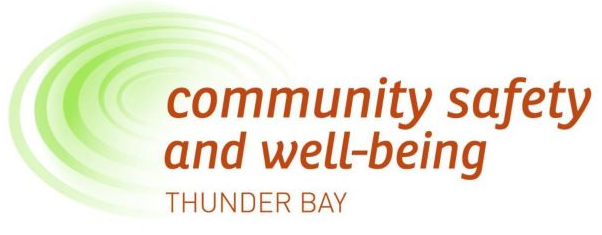 community safety
and well-being
THUNDER BAY